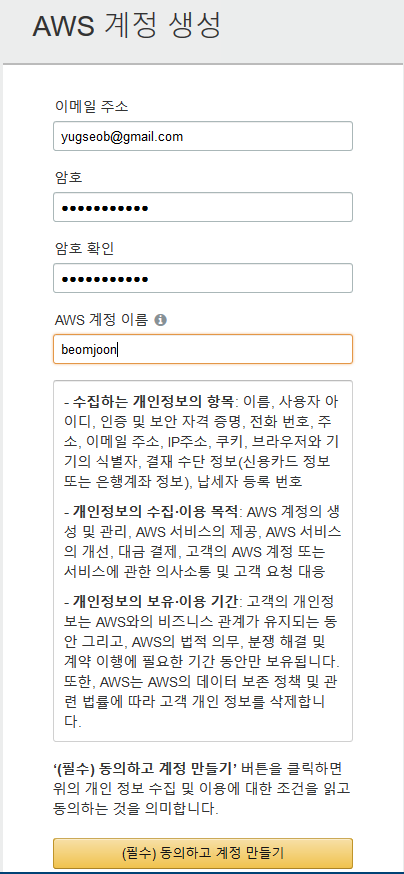 AWS 계정 생성
이메일 주소
yugseob@gmail.com
암호
●●●●●●●●●●●
암호 확인
●●●●●●●●●●●
AWS 계정 이름
beomjoon
- 수집하는 개인정보의 항목: 이름, 사용자 아
이디, 인증 및 보안 자격 증명, 전화 번호, 주
소, 이메일 주소, IP주소, 쿠키, 브라우저와 기
기의 식별자, 결재 수단 정보(신용카드 정보
또는 은행계좌 정보), 납세자 등록 번호
- 개인정보의 수집·이용 목적: AWS 계정의 생
성 및 관리, AWS 서비스의 제공, AWS 서비스
의 개선, 대금 결제, 고객의 AWS 계정 또는
서비스에 관한 의사소통 및 고객 요청 대응
- 개인정보의 보유·이용 기간: 고객의 개인정
보는 AWS와의 비즈니스 관계가 유지되는 동
안 그리고, AWS의 법적 의무, 분쟁 해결 및
계약 이행에 필요한 기간 동안만 보유됩니다.
또한, AWS는 AWS의 데이터 보존 정책 및 관
련 법률에 따라 고객 개인 정보를 삭제합니
다.
‘(필수) 동의하고 계정 만들기’ 버튼을 클릭하면
위의 개인 정보 수집 및 이용에 대한 조건을 읽고
동의하는 것을 의미합니다.
(필수) 동의하고 계정 만들기